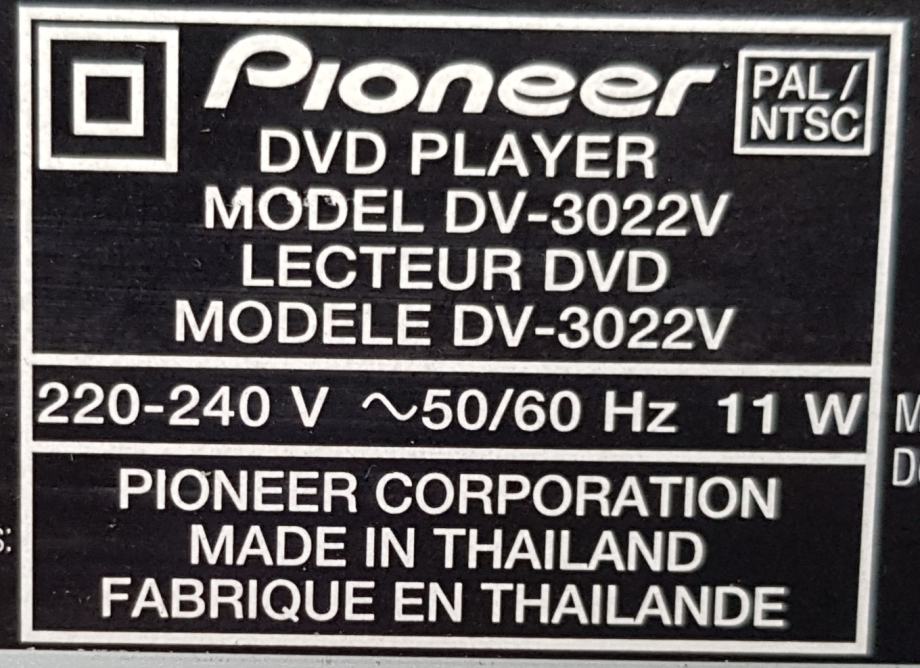 Pioneer
PAL/
NTSC
DVD PLAYER
MODEL DV-3022V
LECTEUR DVD
MODELE DV-3022V
220-240 V ~50/60 Hz 11 W
PIONEER CORPORATION
MADE IN THAILAND
FABRIQUE EN THAILANDE